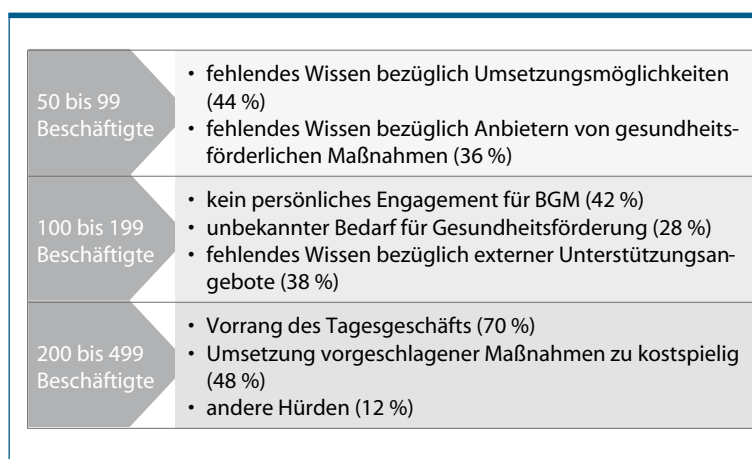 50 bis 99
Beschäftigte
• fehlendes Wissen bezüglich Umsetzungsmöglichkeiten
(44 %)
• fehlendes Wissen bezüglich Anbietern von gesundheits-
förderlichen Maßnahmen (36 %)
100 bis 199
Beschäftigte
• kein persönliches Engagement für BGM (42 %)
• unbekannter Bedarf für Gesundheitsförderung (28 %)
• fehlendes Wissen bezüglich externer Unterstützungsan-
gebote (38 %)
200 bis 499
Beschäftigte
• Vorrang des Tagesgeschäfts (70 %)
• Umsetzung vorgeschlagener Maßnahmen zu kostspielig
(48 %)
• andere Hürden (12 %)